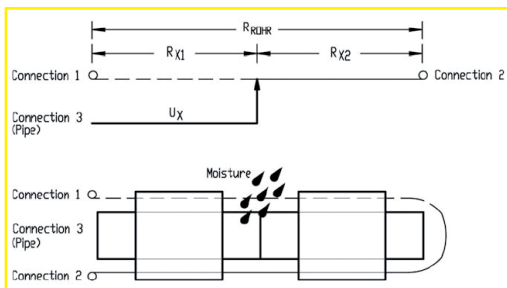 RROHR
RX1 RX2
Connection 1 Connection 2
Connection 3 UX
(Pipe)
Moisture
Connection 1
Connection 3
(Pipe)
Connection 2